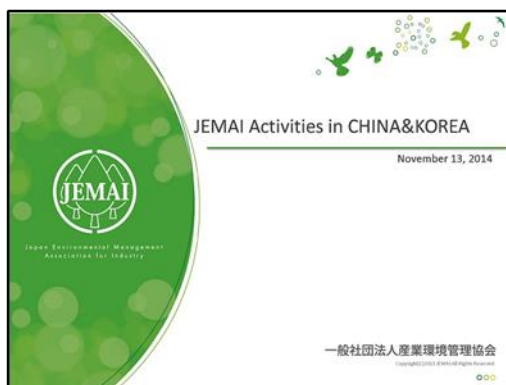 JEMAI Activities in CHINA&KOREA
November 13, 2014
JEMAI
Japan Environmental Management
Association for Industry
一般社団法人産業環境管理協会